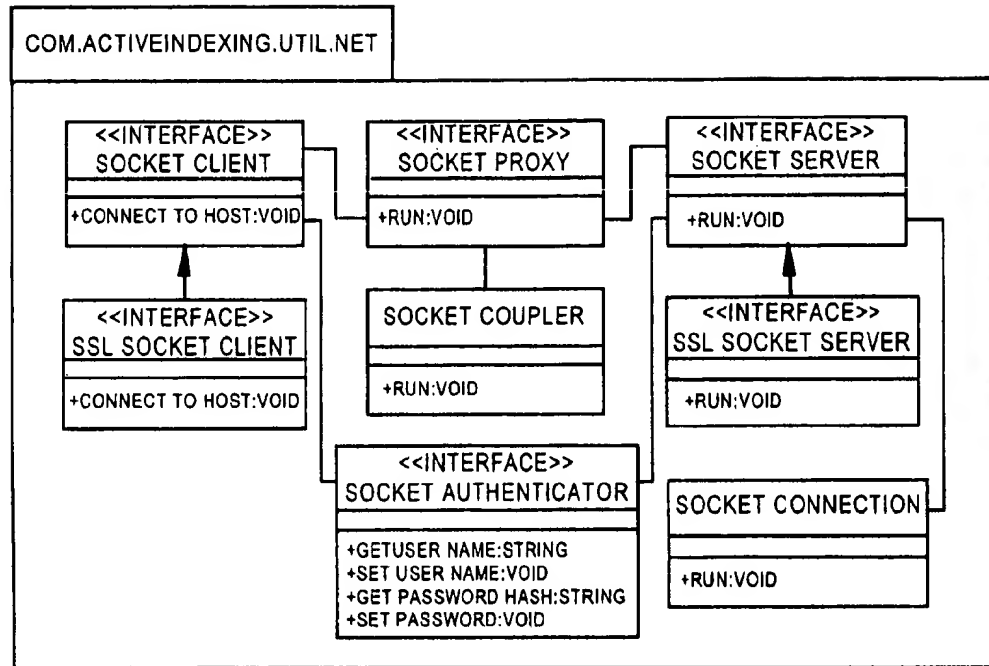 COM.ACTIVEINDEXING.UTIL.NET
<<INTERFACE>>
SOCKET CLIENT
+CONNECT TO HOST:VOID
<<INTERFACE>>
SOCKET PROXY
+RUN:VOID
<<INTERFACE>>
SOCKET SERVER
+RUN:VOID
<<INTERFACE>>
SSL SOCKET CLIENT
+CONNECT TO HOST:VOID
SOCKET COUPLER
+RUN:VOID
<<INTERFACE>>
SSL SOCKET SERVER
+RUN:VOID
<<INTERFACE>>
SOCKET AUTHENTICATOR
+GETUSER NAME:STRING
+SET USER NAME:VOID
+GET PASSWORD HASH:STRING
+SET PASSWORD:VOID
SOCKET CONNECTION
+RUN:VOID